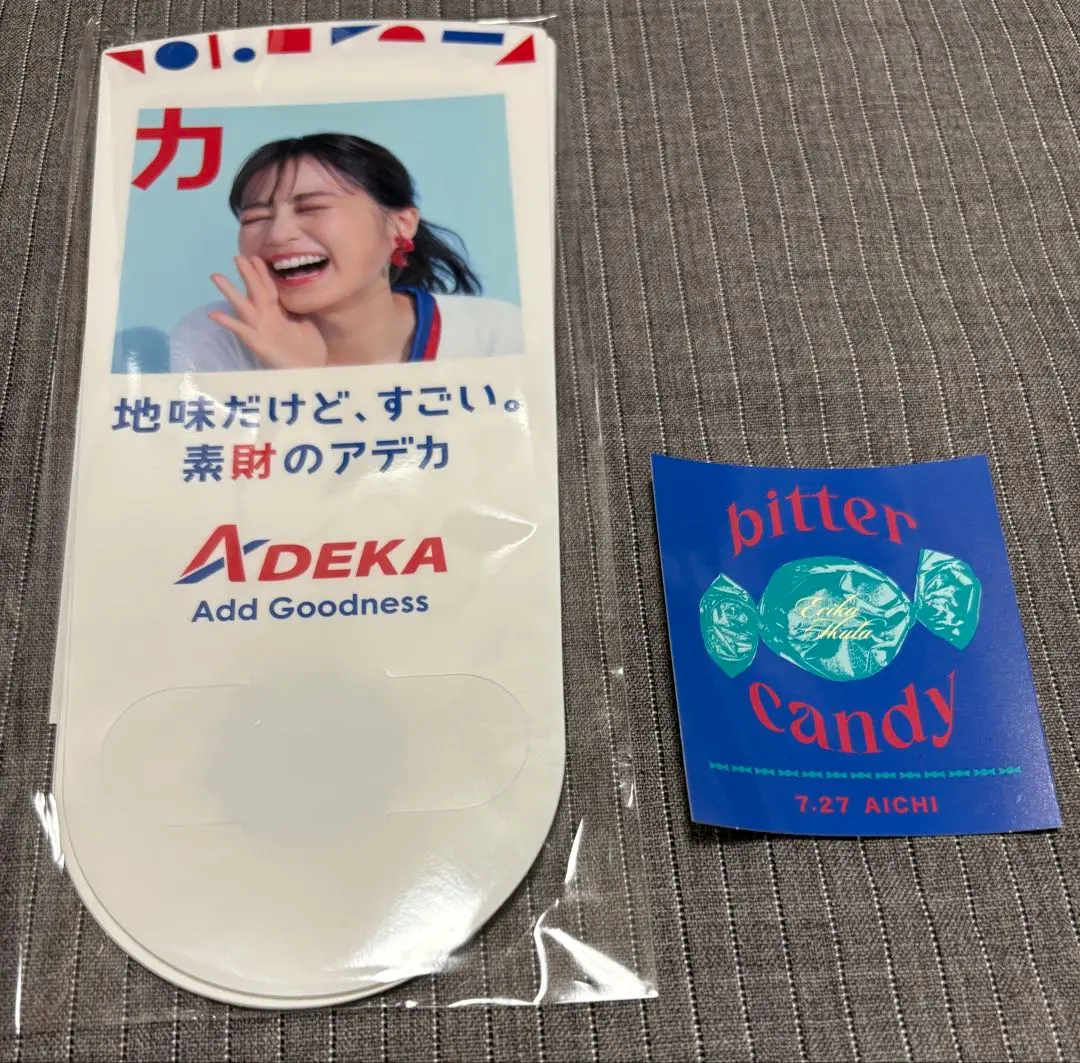 カ
地味だけど、すごい。
素財のアデカ
ADEKA
Add Goodness
bitter
Erika
Ikuta
candy
7.27 AICHI